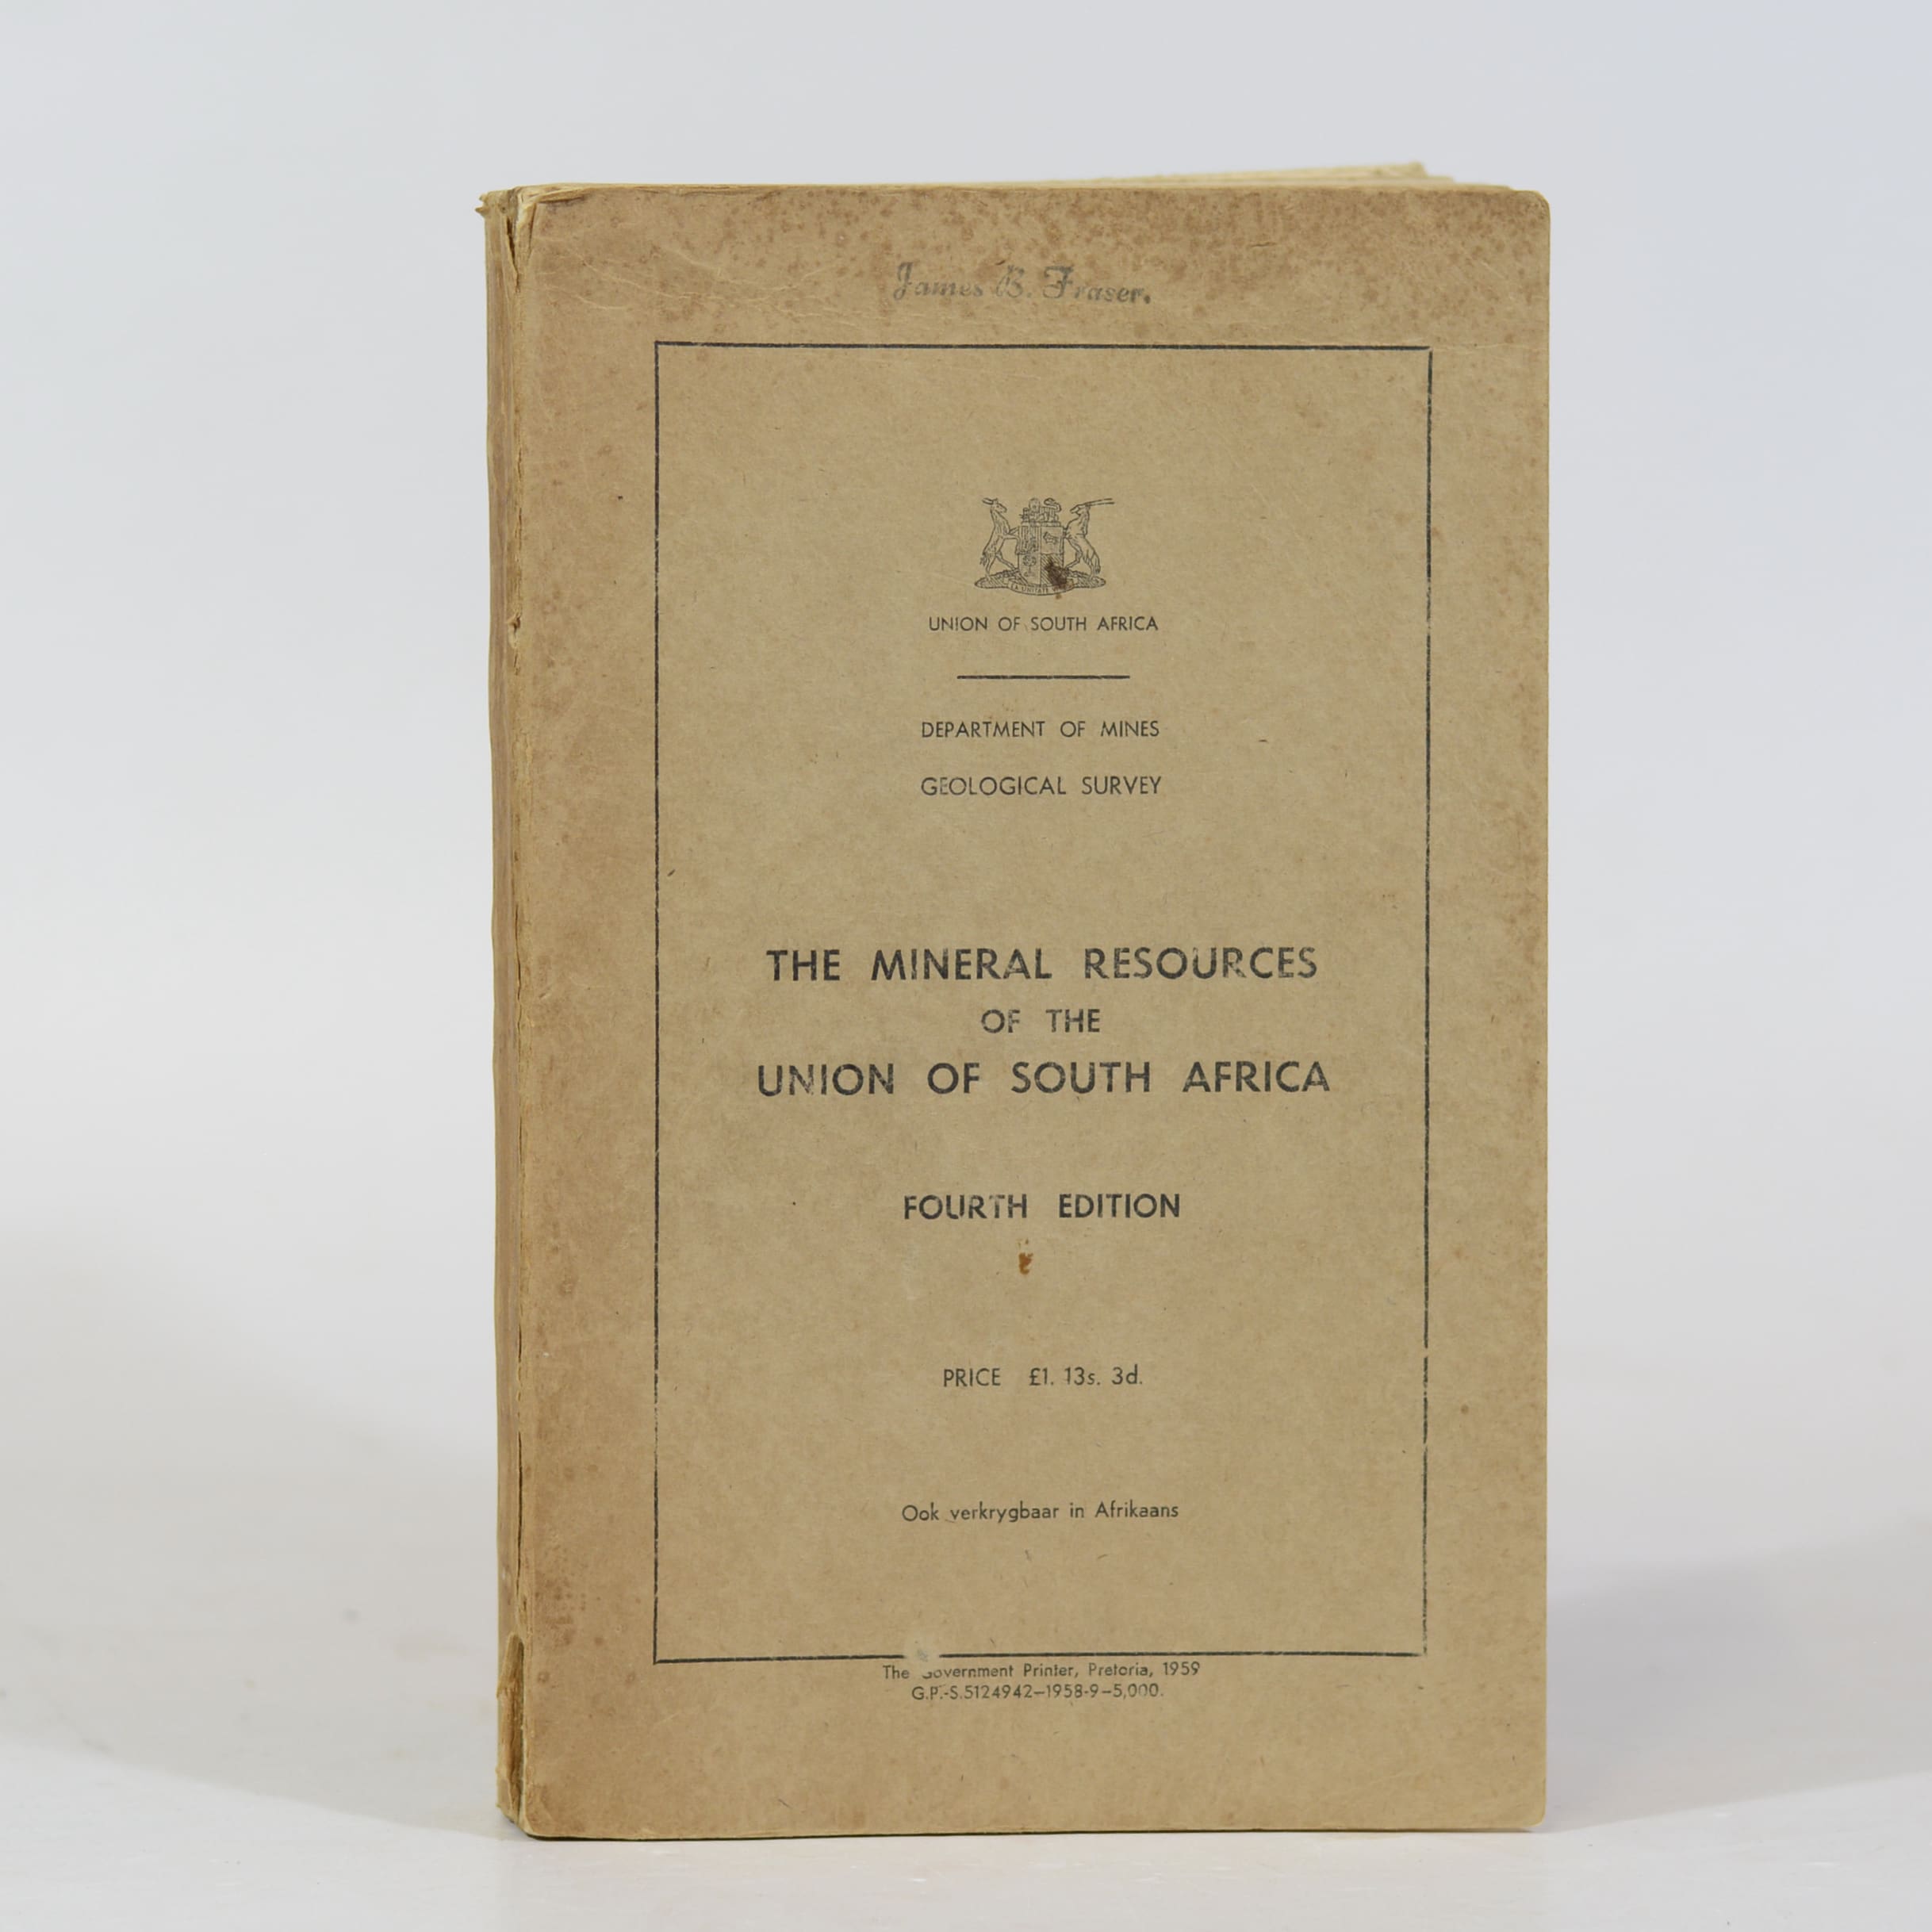 James B. Fraser.
UNION OF SOUTH AFRICA
DEPARTMENT OF MINES
GEOLOGICAL SURVEY
THE MINERAL RESOURCES
OF THE
UNION OF SOUTH AFRICA
FOURTH EDITION
PRICE £1. 13s. 3d.
Ook verkrygbaar in Afrikaans
The Government Printer, Pretoria, 1959
G.P.-S.5124942—1958-9—5,000.